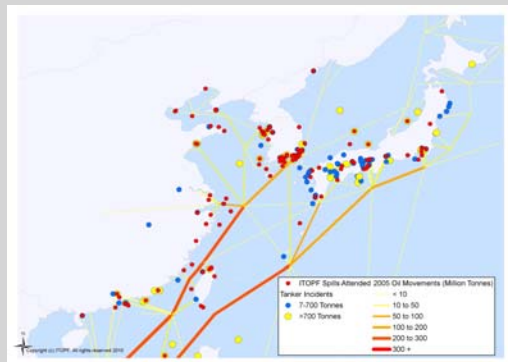 ITOPF Spills Attended 2005 Oil Movements (Million Tonnes)
Tanker Incidents < 10
7-700 Tonnes 10 to 50
>700 Tonnes 50 to 100
100 to 200
200 to 300
300 +
Copyright (c) ITOPF. All rights reserved 2010